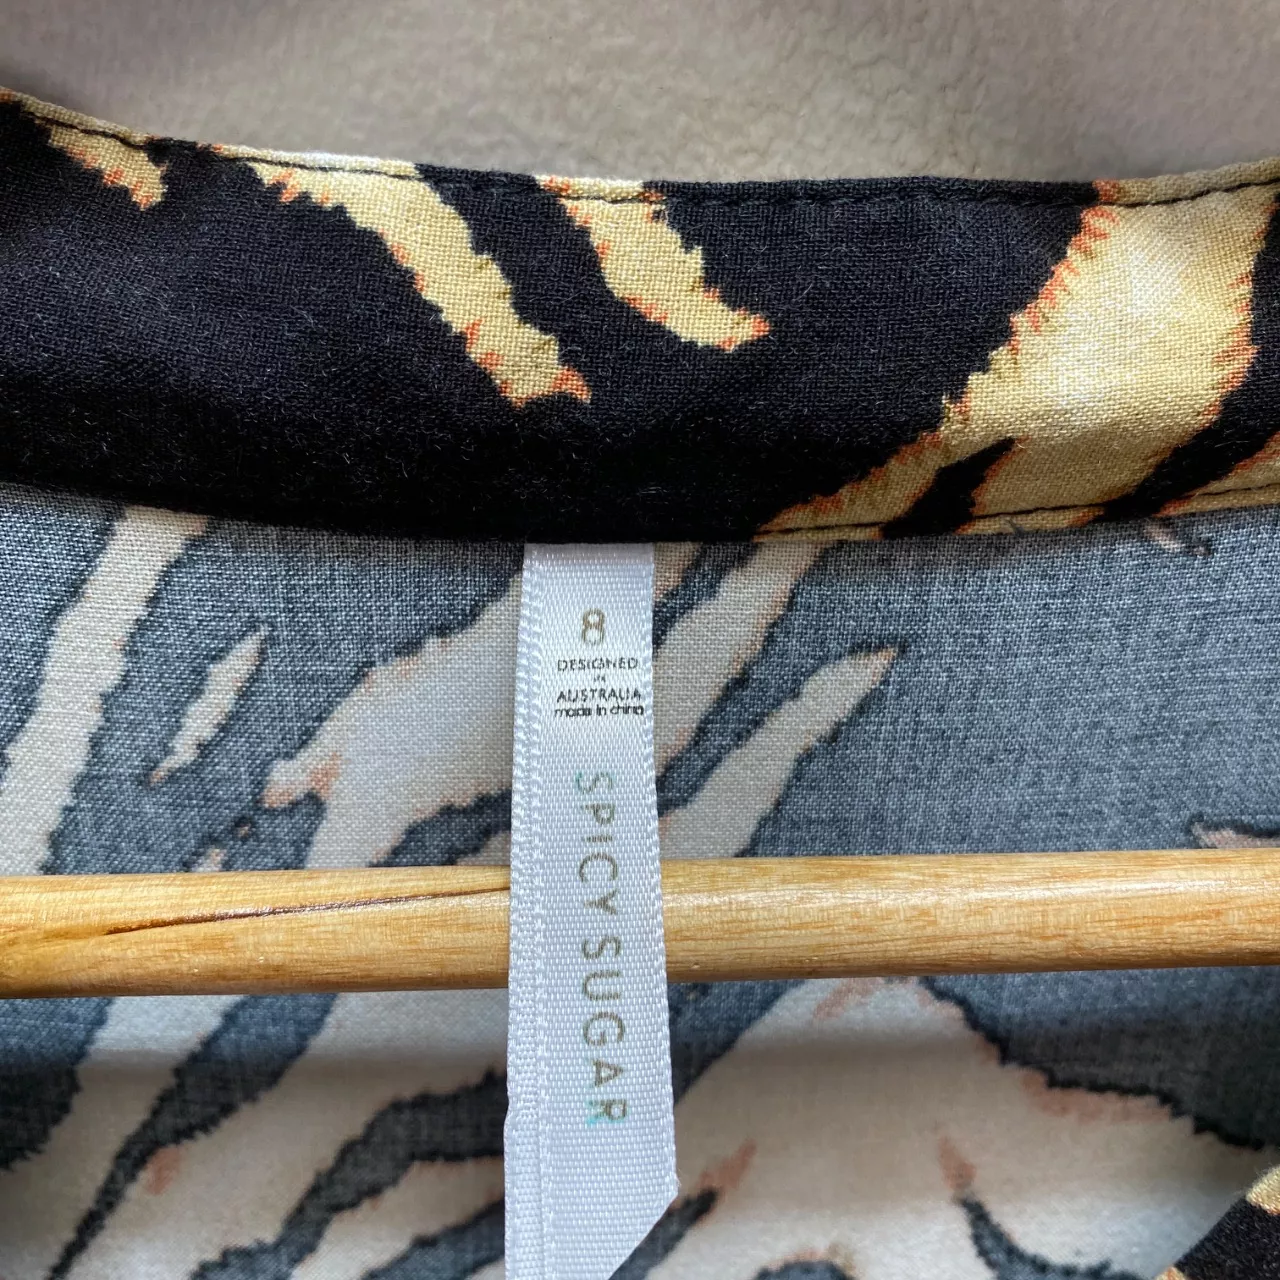 8
DESIGNED
IN
AUSTRALIA
made in china
SPICY SUGAR